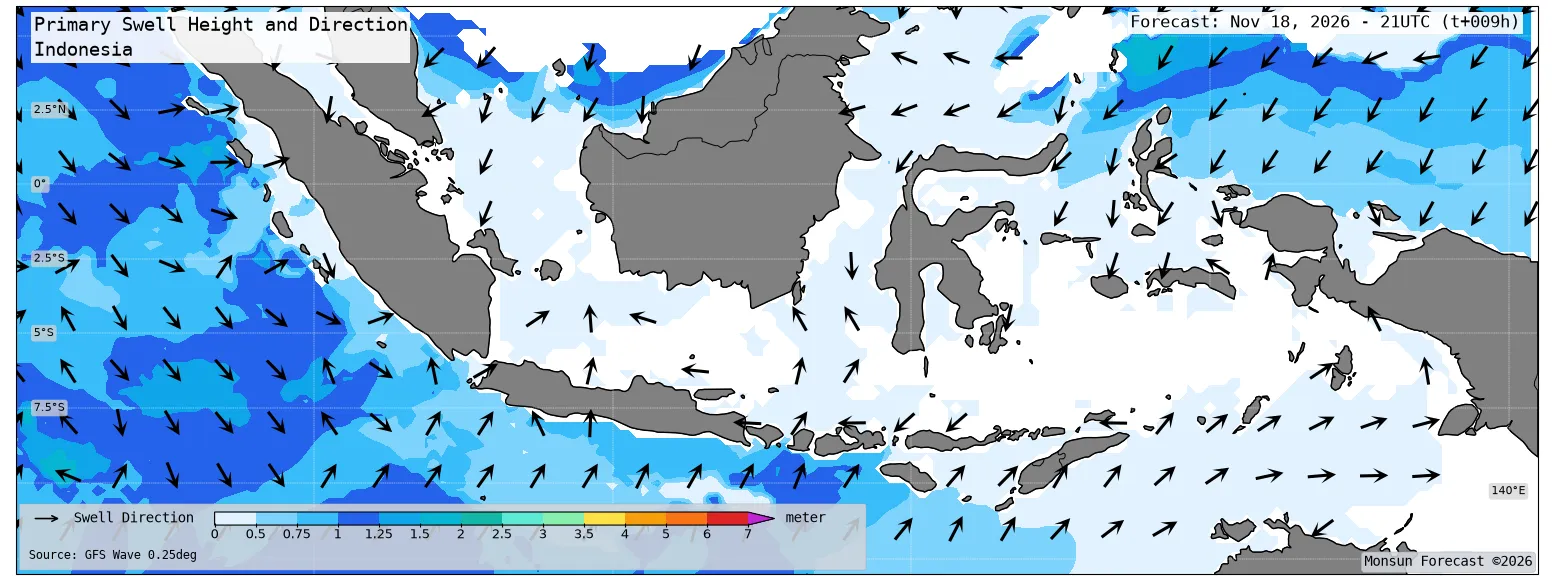 Primary Swell Height and Direction
Indonesia
Forecast: Nov 18, 2026 - 21UTC (t+009h)
2.5°N
0°
2.5°S
5°S
7.5°S
140°E
Swell Direction
0 0.5 0.75 1 1.25 1.5 2 2.5 3 3.5 4 5 6 7
meter
Source: GFS Wave 0.25deg
Monsun Forecast ©2026